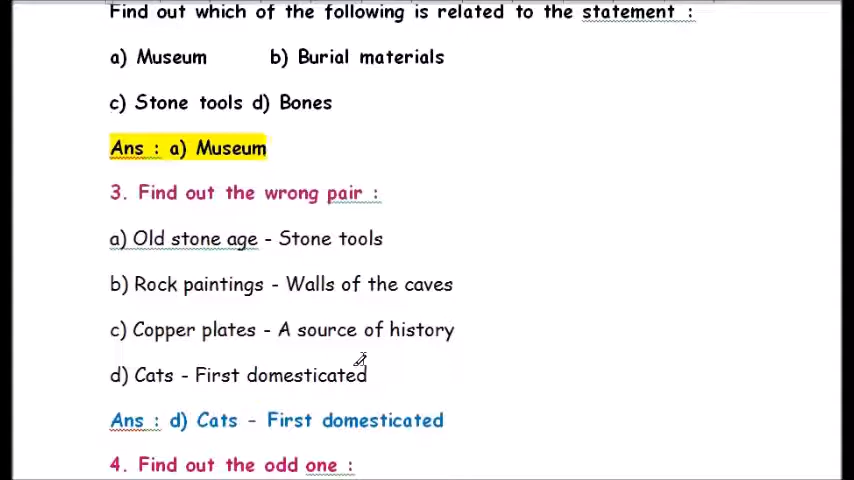 Find out which of the following is related to the statement :
a) Museum b) Burial materials
c) Stone tools d) Bones
Ans : a) Museum
3. Find out the wrong pair :
a) Old stone age - Stone tools
b) Rock paintings - Walls of the caves
c) Copper plates - A source of history
d) Cats - First domesticated
Ans : d) Cats - First domesticated
4. Find out the odd one :